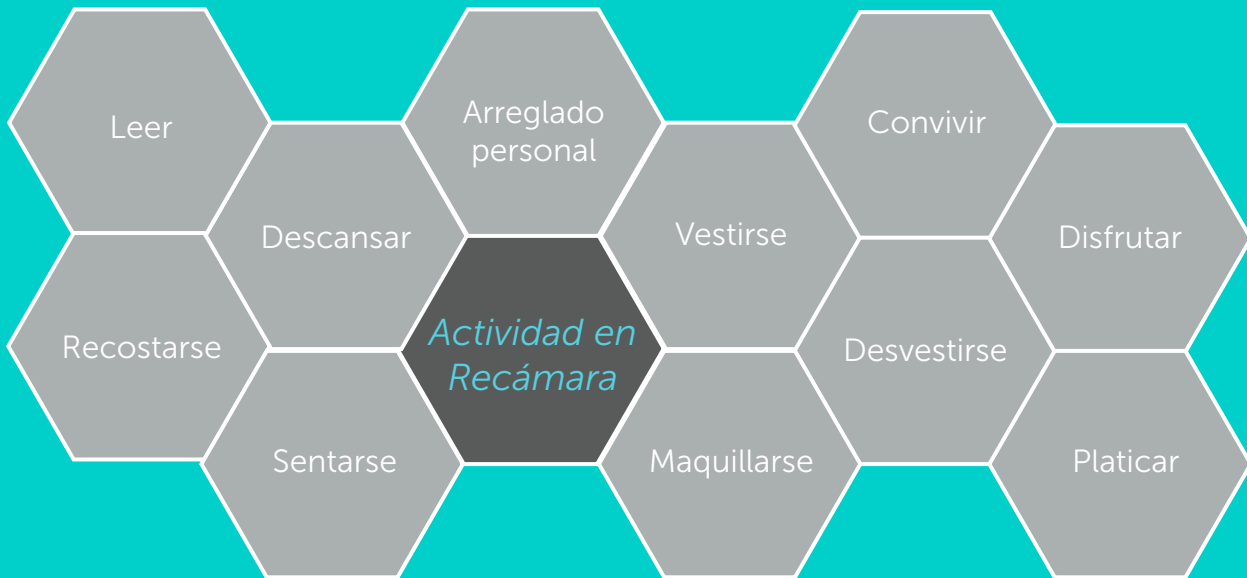 Leer
Arreglado
personal
Convivir
Descansar
Vestirse
Disfrutar
Recostarse
Actividad en
Recámara
Desvestirse
Sentarse
Maquillarse
Platicar